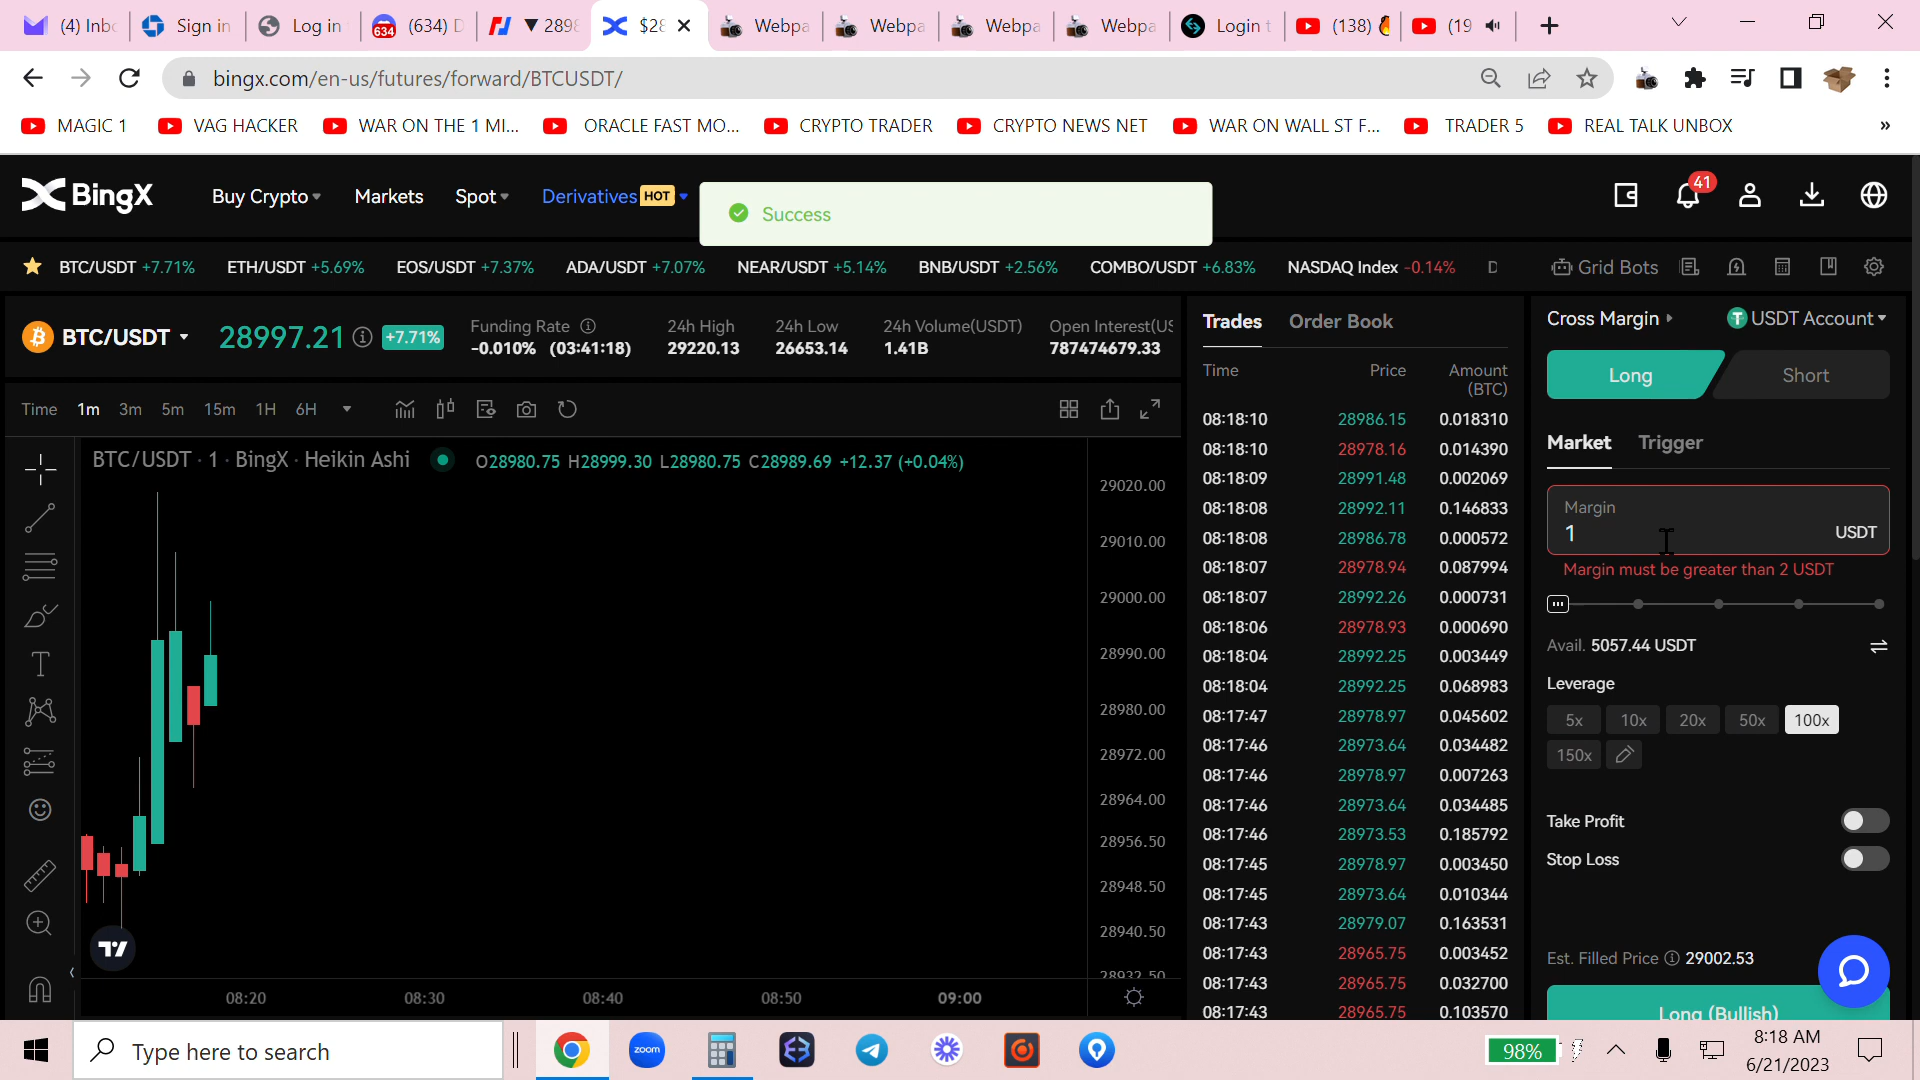 (4) Inbo
Sign in
Log in
634
(634) D
▼ 2898
$28
Webpa
Webpa
Webpa
Webpa
Login t
(138)
(19
bingx.com/en-us/futures/forward/BTCUSDT/
MAGIC 1
VAG HACKER
WAR ON THE 1 MI...
ORACLE FAST MO...
CRYPTO TRADER
CRYPTO NEWS NET
WAR ON WALL ST F...
TRADER 5
REAL TALK UNBOX
»
BingX
Buy Crypto
Markets
Spot
Derivatives HOT
Success
41
BTC/USDT +7.71%
ETH/USDT +5.69%
EOS/USDT +7.37%
ADA/USDT +7.07%
NEAR/USDT +5.14%
BNB/USDT +2.56%
COMBO/USDT +6.83%
NASDAQ Index -0.14%
D
Grid Bots
BTC/USDT
28997.21
+7.71%
Funding Rate
-0.010% (03:41:18)
24h High
29220.13
24h Low
26653.14
24h Volume(USDT)
1.41B
Open Interest(US
787474679.33
Time 1m 3m 5m 15m 1H 6H
BTC/USDT · 1 · BingX · Heikin Ashi
O28980.75 H28999.30 L28980.75 C28989.69 +12.37 (+0.04%)
29020.00
29010.00
29000.00
28990.00
28980.00
28972.00
28964.00
28956.50
28948.50
28940.50
28932.50
08:20 08:30 08:40 08:50 09:00
Trades Order Book
Time Price Amount
(BTC)
08:18:10 28986.15 0.018310
08:18:10 28978.16 0.014390
08:18:09 28991.48 0.002069
08:18:08 28992.11 0.146833
08:18:08 28986.78 0.000572
08:18:07 28978.94 0.087994
08:18:07 28992.26 0.000731
08:18:06 28978.93 0.000690
08:18:04 28992.25 0.003449
08:18:04 28992.25 0.068983
08:17:47 28978.97 0.045602
08:17:46 28973.64 0.034482
08:17:46 28978.97 0.007263
08:17:46 28973.64 0.034485
08:17:46 28973.53 0.185792
08:17:45 28978.97 0.003450
08:17:45 28973.64 0.010344
08:17:43 28979.07 0.163531
08:17:43 28965.75 0.003452
08:17:43 28965.75 0.032700
08:17:43 28965.75 0.103570
Cross Margin
USDT Account
Long Short
Market Trigger
Margin
1 USDT
Margin must be greater than 2 USDT
Avail. 5057.44 USDT
Leverage
5x 10x 20x 50x 100x
150x
Take Profit
Stop Loss
Est. Filled Price 29002.53
Long (Bullish)
Type here to search
zoom
98%
8:18 AM
6/21/2023